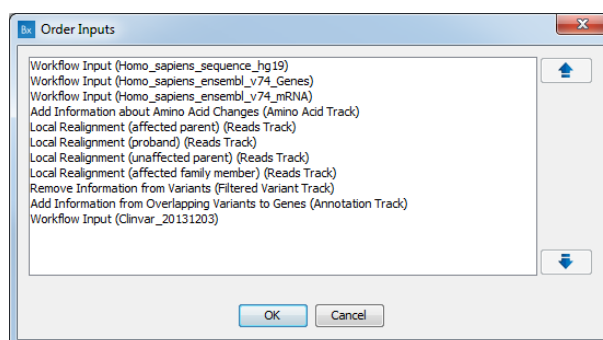 Bx Order Inputs
Workflow Input (Homo_sapiens_sequence_hg19)
Workflow Input (Homo_sapiens_ensembl_v74_Genes)
Workflow Input (Homo_sapiens_ensembl_v74_mRNA)
Add Information about Amino Acid Changes (Amino Acid Track)
Local Realignment (affected parent) (Reads Track)
Local Realignment (proband) (Reads Track)
Local Realignment (unaffected parent) (Reads Track)
Local Realignment (affected family member) (Reads Track)
Remove Information from Variants (Filtered Variant Track)
Add Information from Overlapping Variants to Genes (Annotation Track)
Workflow Input (Clinvar_20131203)
OK Cancel